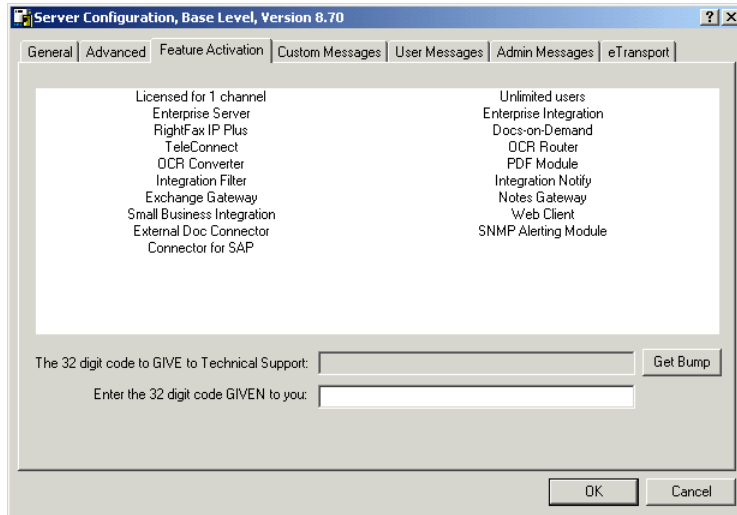 Server Configuration, Base Level, Version 8.70
General Advanced Feature Activation Custom Messages User Messages Admin Messages eTransport
Licensed for 1 channel Unlimited users
Enterprise Server Enterprise Integration
RightFax IP Plus Docs-on-Demand
TeleConnect OCR Router
OCR Converter PDF Module
Integration Filter Integration Notify
Exchange Gateway Notes Gateway
Small Business Integration Web Client
External Doc Connector SNMP Alerting Module
Connector for SAP
The 32 digit code to GIVE to Technical Support: Get Bump
Enter the 32 digit code GIVEN to you:
OK Cancel